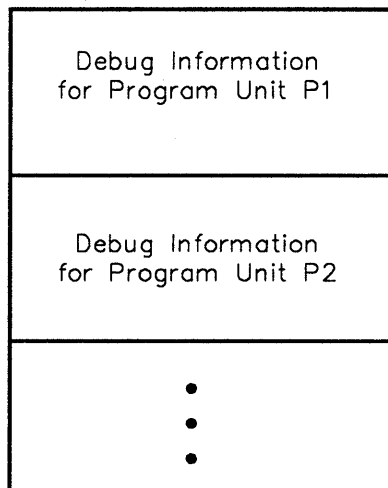 Debug Information
for Program Unit P1
Debug Information
for Program Unit P2